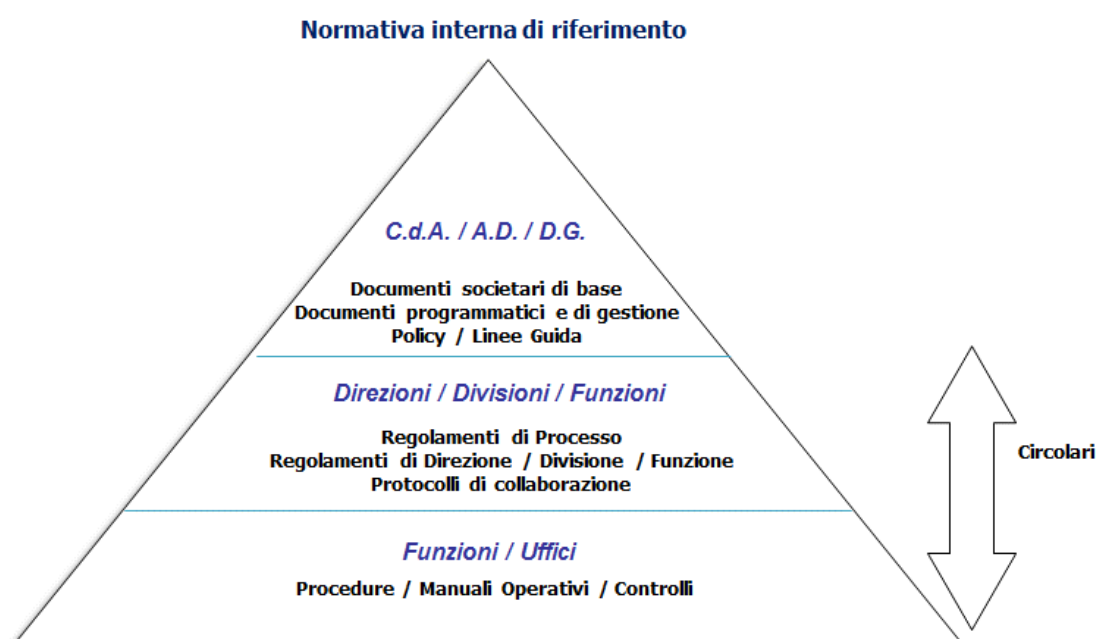 Normativa interna di riferimento
C.d.A. / A.D. / D.G.
Documenti societari di base
Documenti programmatici e di gestione
Policy / Linee Guida
Direzioni / Divisioni / Funzioni
Regolamenti di Processo
Regolamenti di Direzione / Divisione / Funzione
Protocolli di collaborazione
Circolari
Funzioni / Uffici
Procedure / Manuali Operativi / Controlli